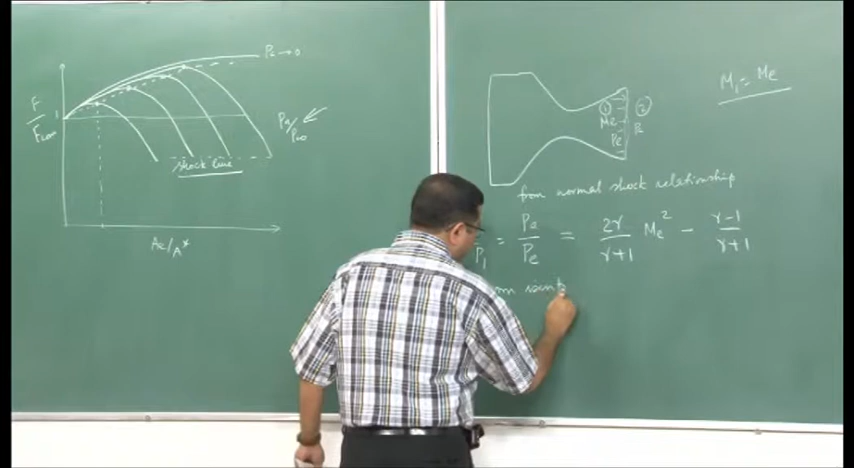 Pa → 0
F / F con
1
Pa / Pco
shock line
Ae/A*
① ②
Me
Pe
Pa
M₁ = Me
from normal shock relationship
P₁ = Pa / Pe = 2γ / γ+1 Me² − γ−1 / γ+1